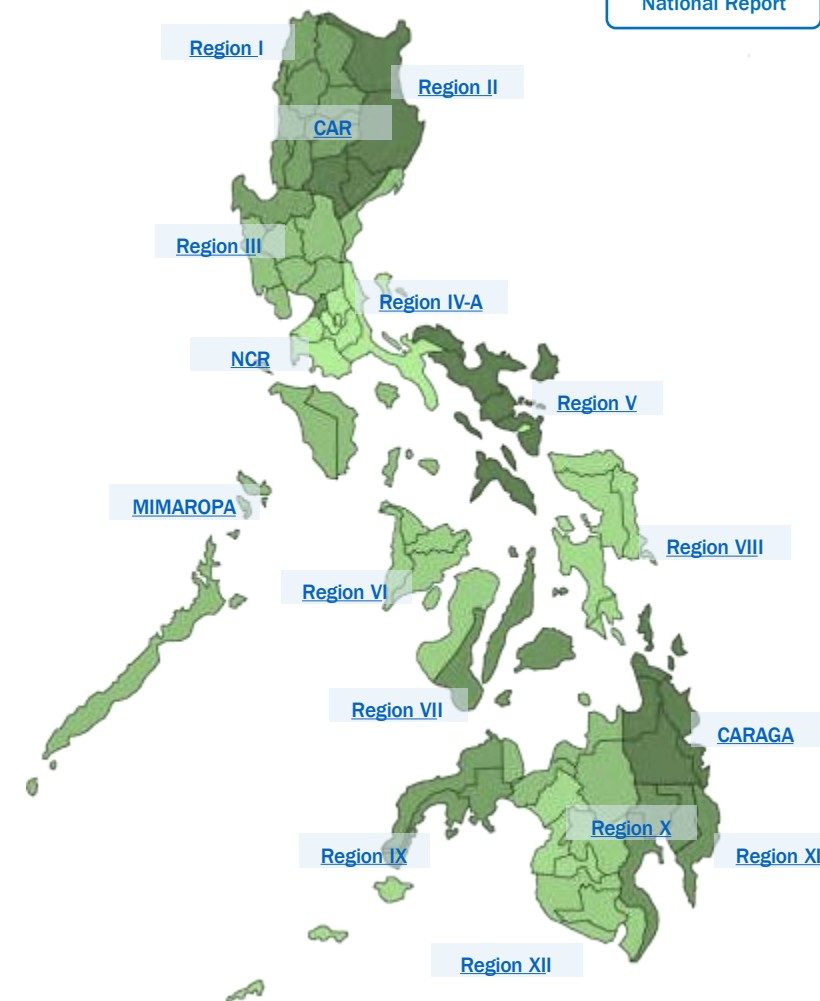 National Report
Region I
Region II
CAR
Region III
Region IV-A
NCR
Region V
MIMAROPA
Region VIII
Region VI
Region VII
CARAGA
Region X
Region IX
Region XI
Region XII